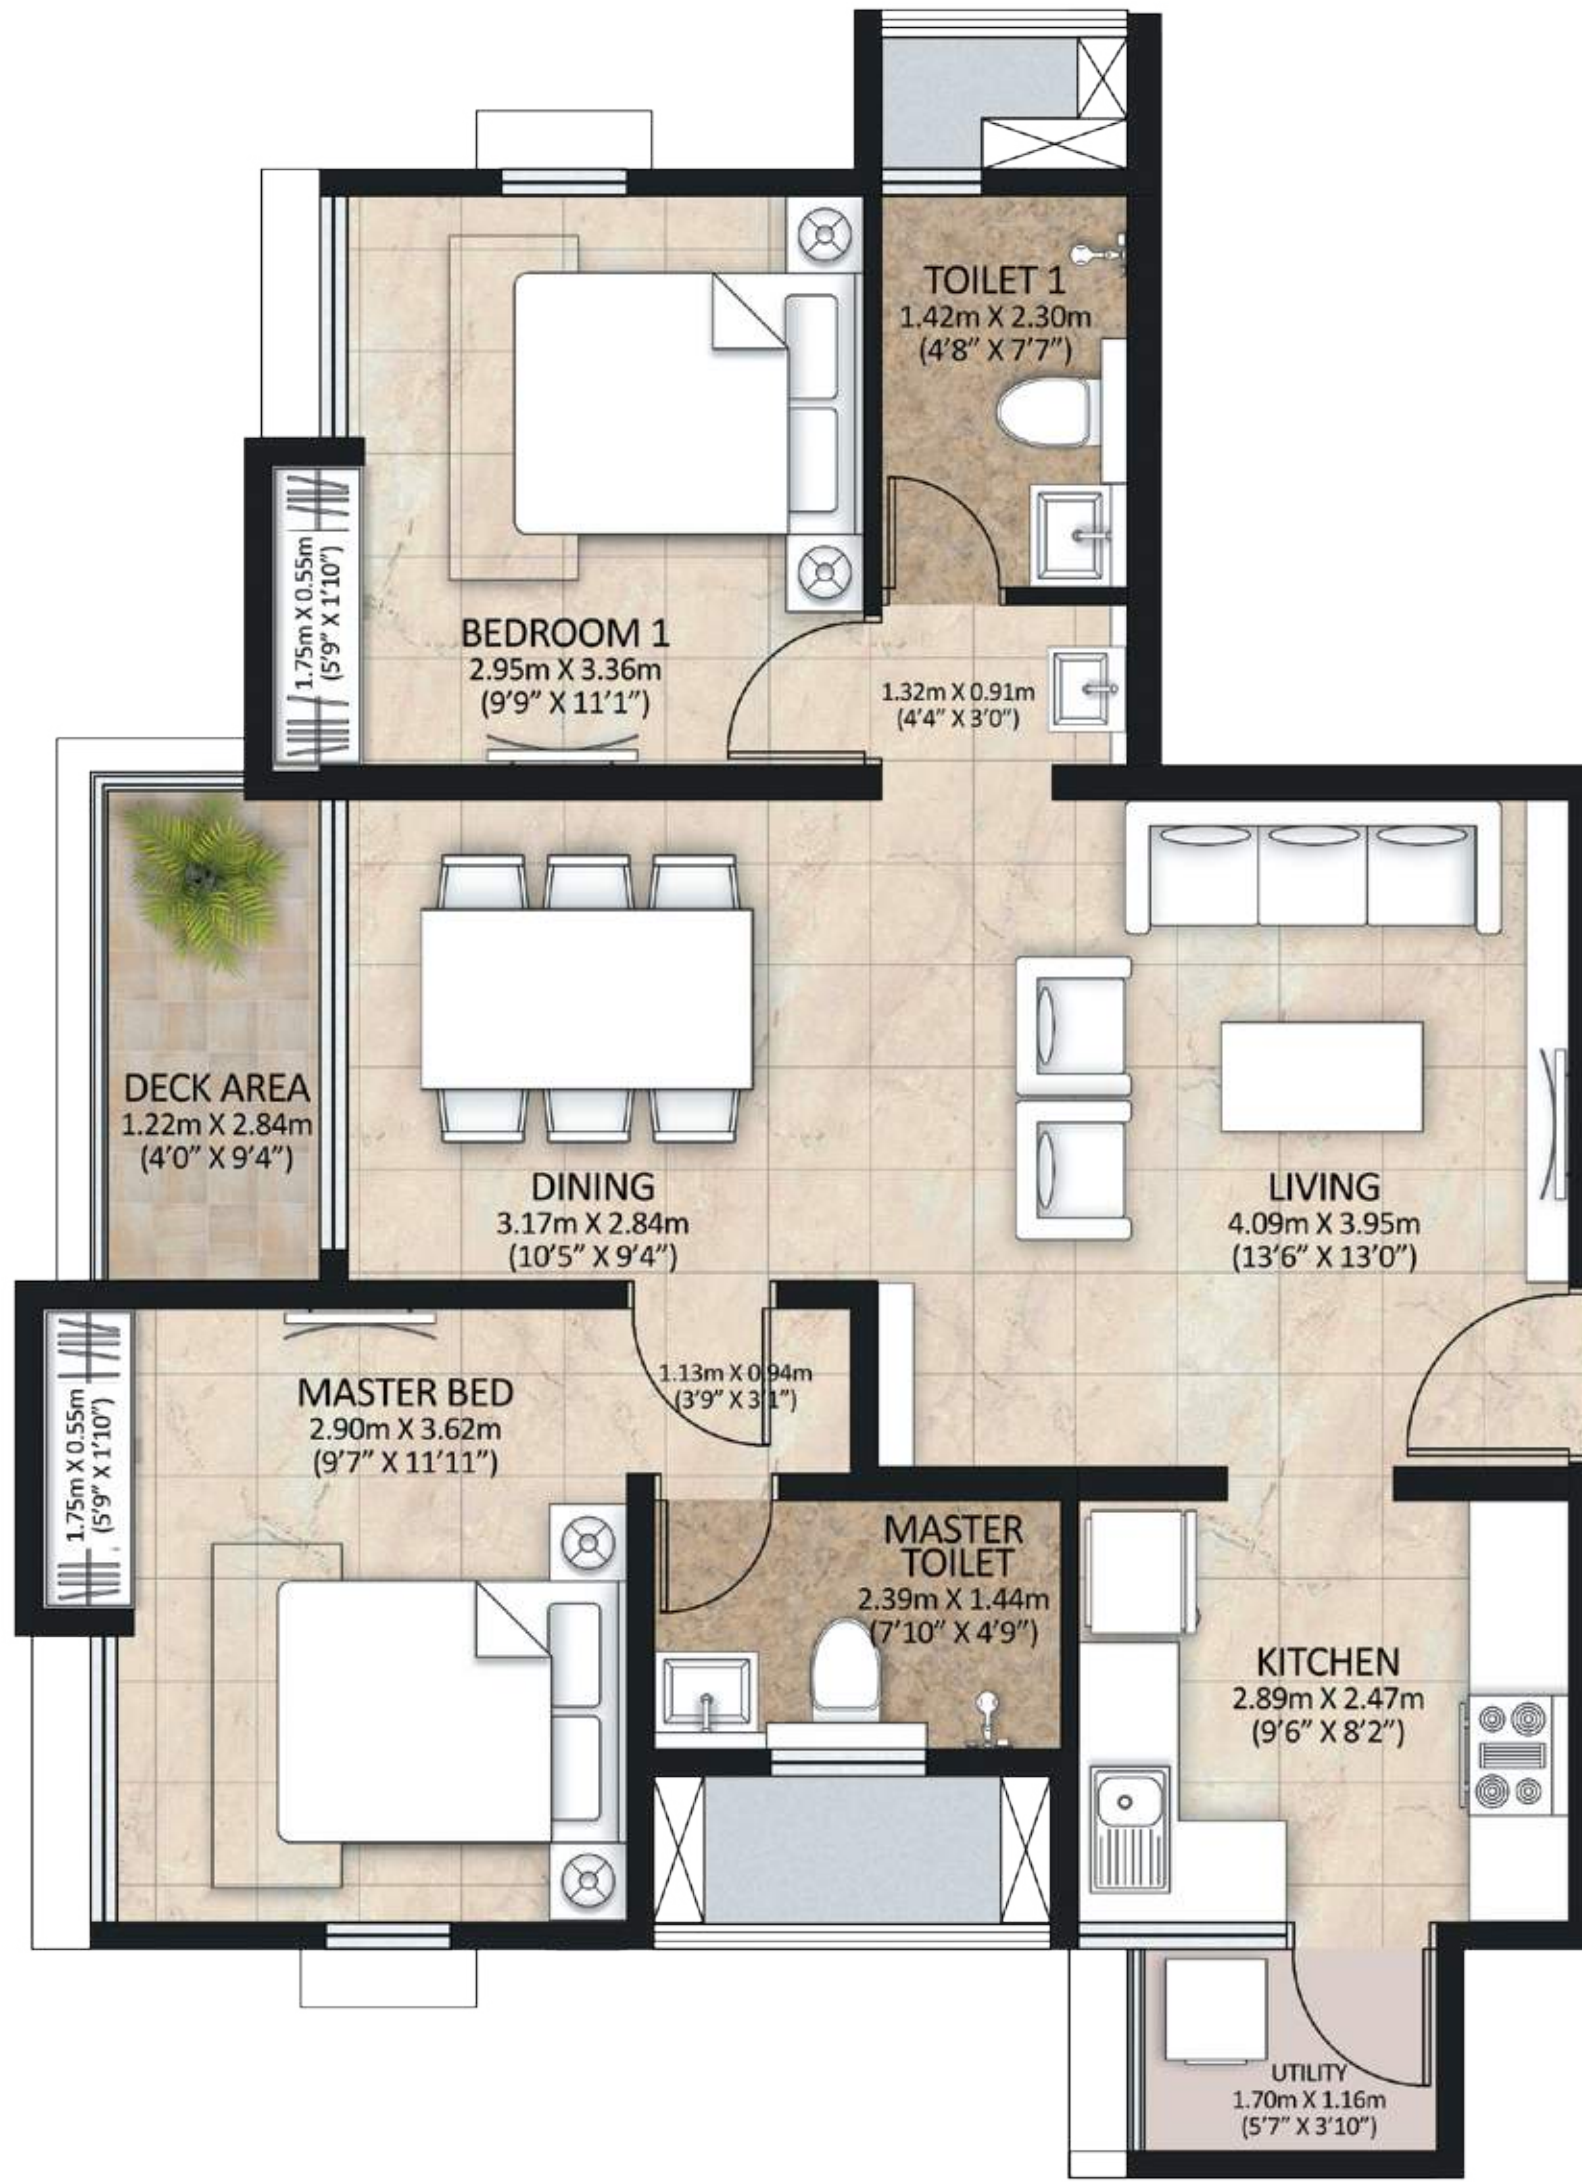 TOILET 1
1.42m X 2.30m
(4'8” X 7'7”)
1.75m X 0.55m
(5'9” X 1'10”)
BEDROOM 1
2.95m X 3.36m
(9'9” X 11'1”)
1.32m X 0.91m
(4'4” X 3'0”)
DECK AREA
1.22m X 2.84m
(4'0” X 9'4”)
DINING
3.17m X 2.84m
(10'5” X 9'4”)
LIVING
4.09m X 3.95m
(13'6” X 13'0”)
1.75m X 0.55m
(5'9” X 1'10”)
MASTER BED
2.90m X 3.62m
(9'7” X 11'11”)
1.13m X 0.94m
(3'9” X 3'1”)
MASTER
TOILET
2.39m X 1.44m
(7'10” X 4'9”)
KITCHEN
2.89m X 2.47m
(9'6” X 8'2”)
UTILITY
1.70m X 1.16m
(5'7” X 3'10”)